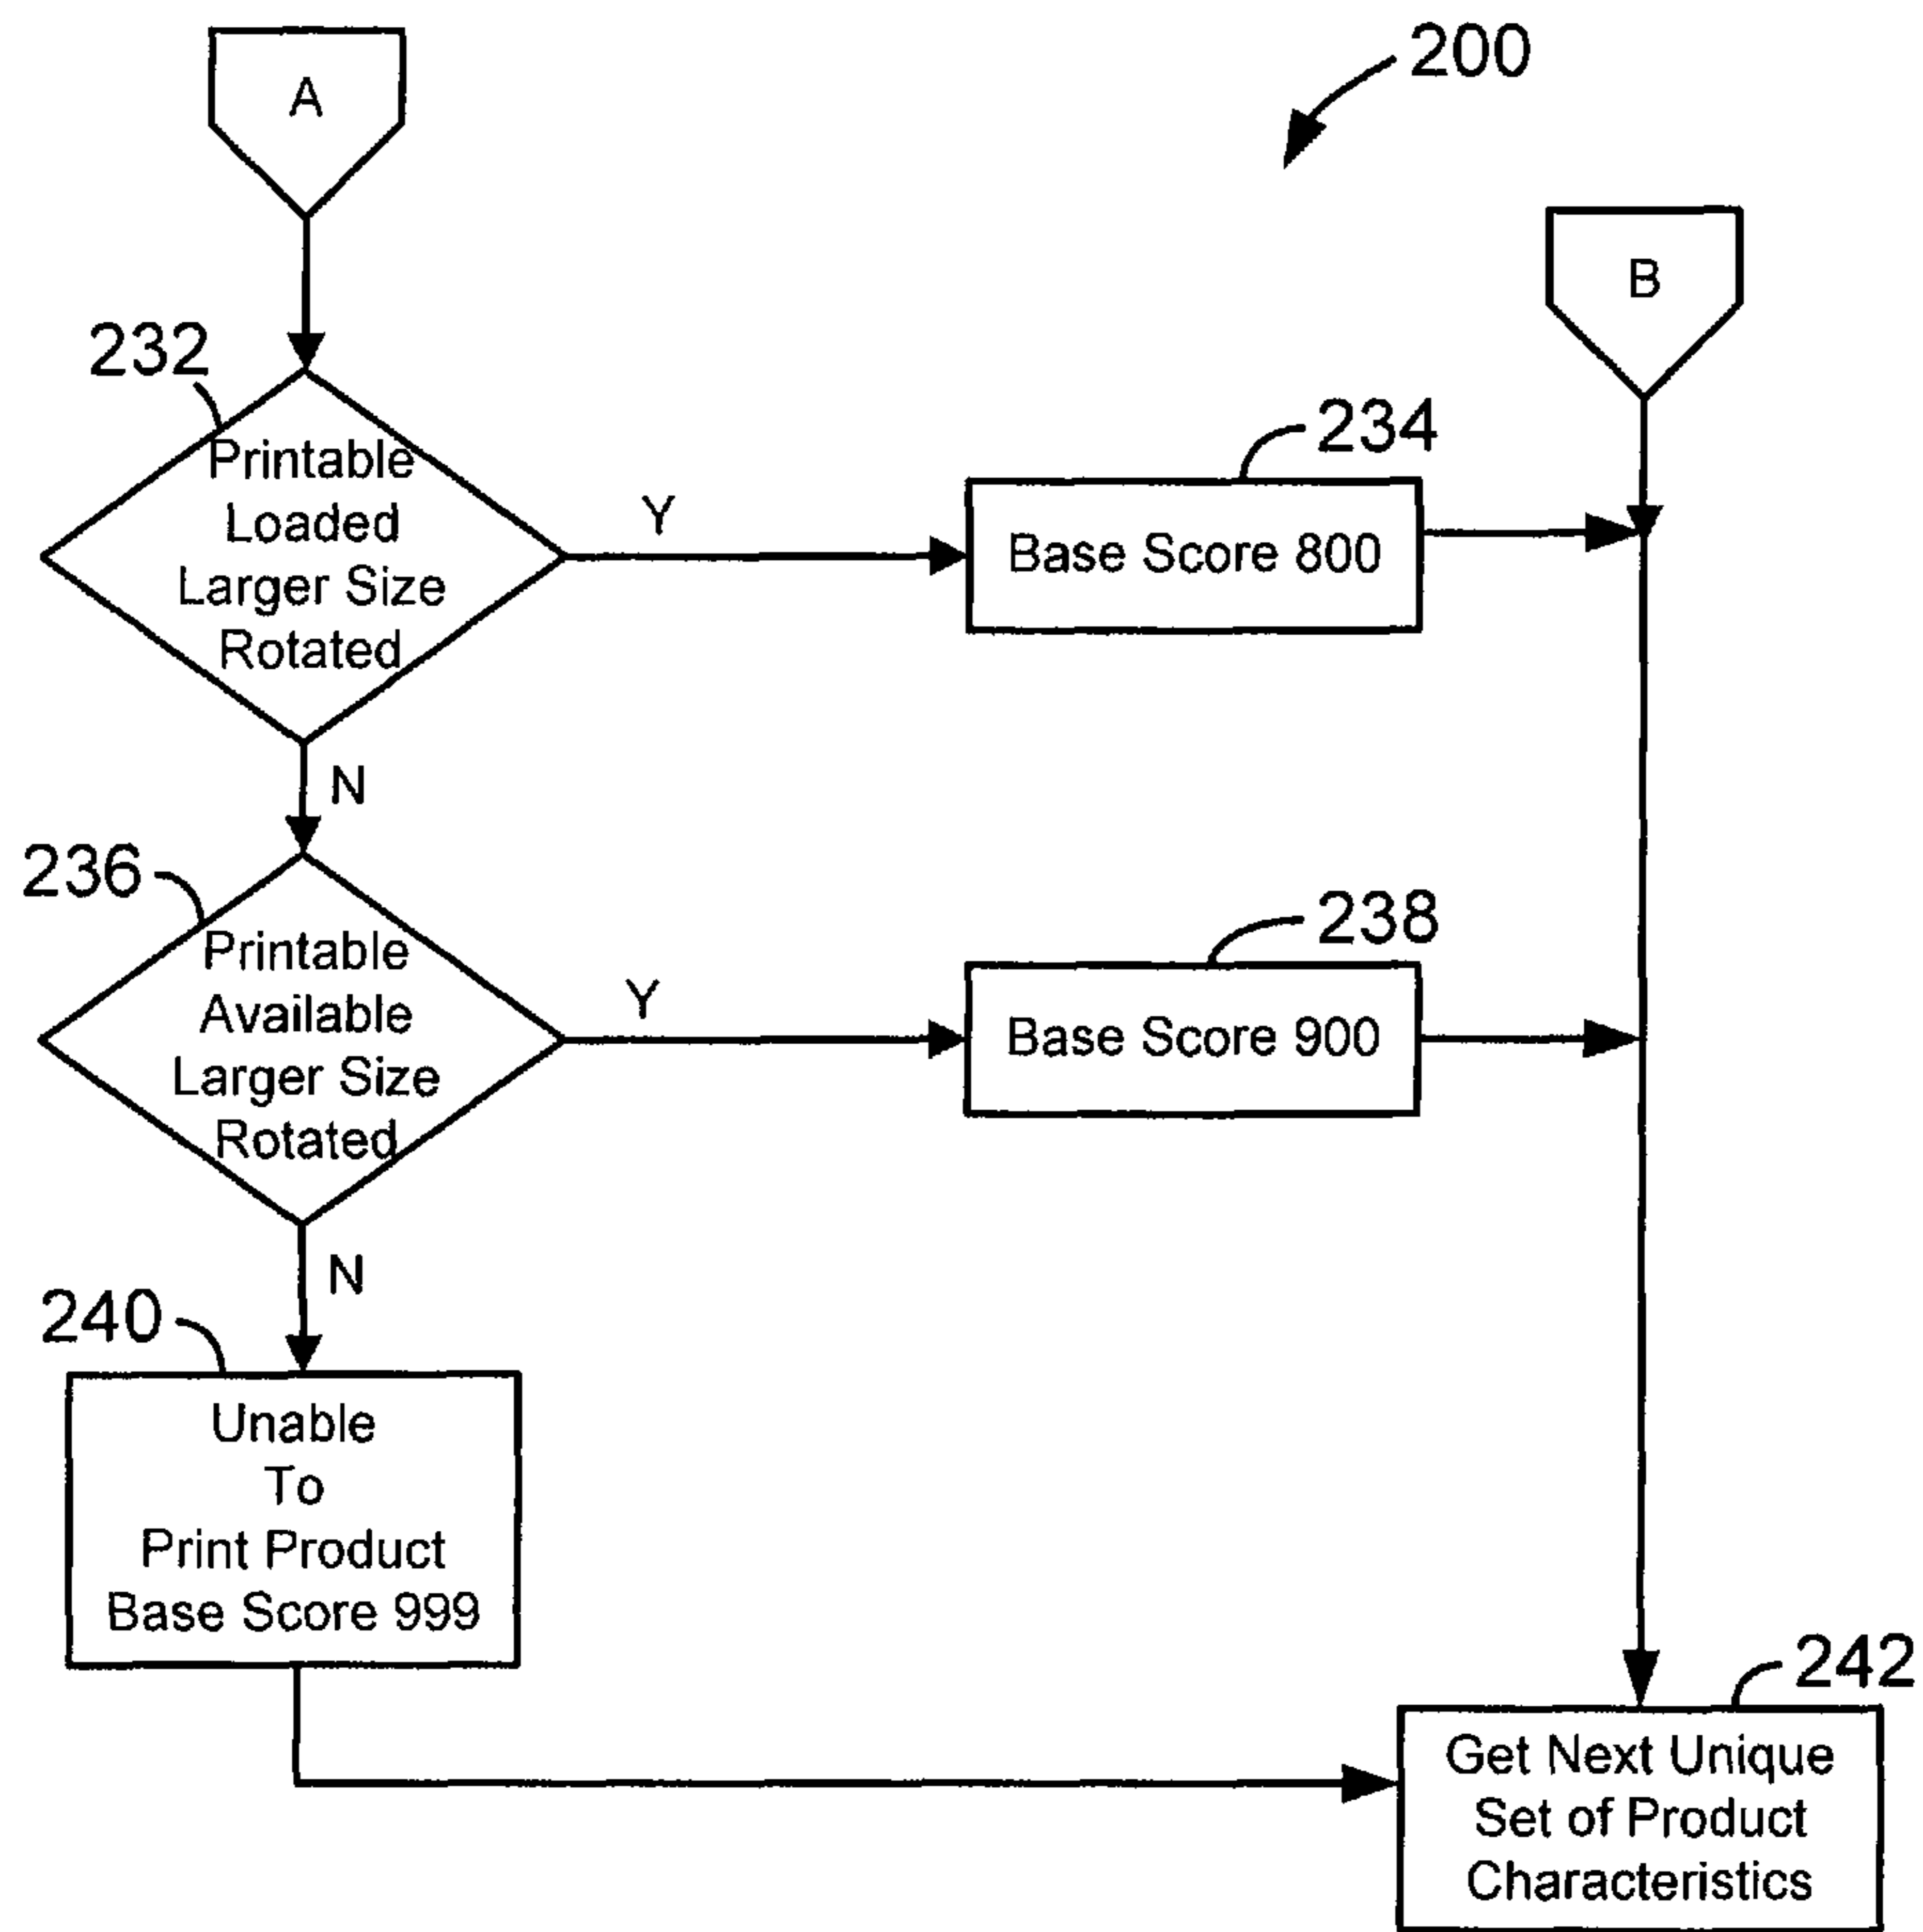 A
200
B
232
Printable
Loaded
Larger Size
Rotated
Y
234
Base Score 800
N
236
Printable
Available
Larger Size
Rotated
Y
238
Base Score 900
N
240
Unable
To
Print Product
Base Score 999
242
Get Next Unique
Set of Product
Characteristics